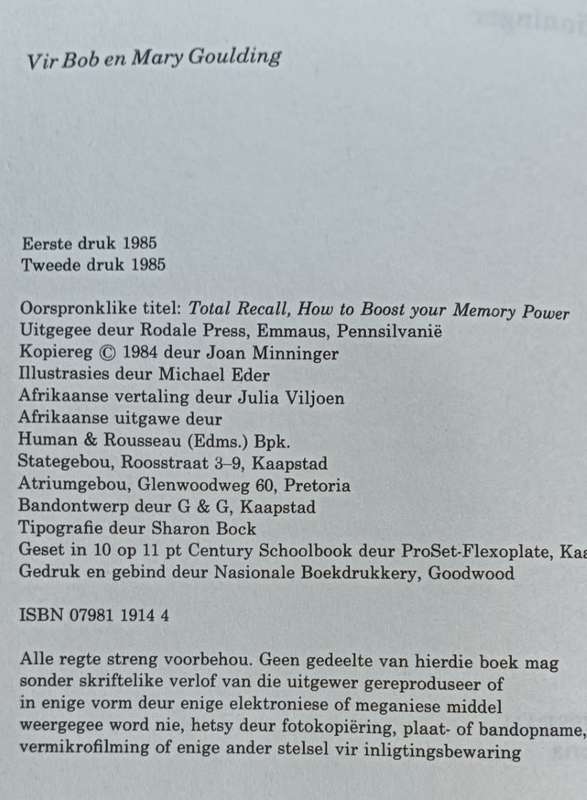 Vir Bob en Mary Goulding
Eerste druk 1985
Tweede druk 1985
Oorspronklike titel: Total Recall, How to Boost your Memory Power
Uitgegee deur Rodale Press, Emmaus, Pennsilvanië
Kopiereg © 1984 deur Joan Minninger
Illustrasies deur Michael Eder
Afrikaanse vertaling deur Julia Viljoen
Afrikaanse uitgawe deur
Human & Rousseau (Edms.) Bpk.
Stategebou, Roosstraat 3–9, Kaapstad
Atriumgebou, Glenwoodweg 60, Pretoria
Bandontwerp deur G & G, Kaapstad
Tipografie deur Sharon Bock
Geset in 10 op 11 pt Century Schoolbook deur ProSet-Flexoplate, Kaa
Gedruk en gebind deur Nasionale Boekdrukkery, Goodwood
ISBN 07981 1914 4
Alle regte streng voorbehou. Geen gedeelte van hierdie boek mag
sonder skriftelike verlof van die uitgewer gereproduseer of
in enige vorm deur enige elektroniese of meganiese middel
weergegee word nie, hetsy deur fotokopiëring, plaat- of bandopname,
vermikrofilming of enige ander stelsel vir inligtingsbewaring